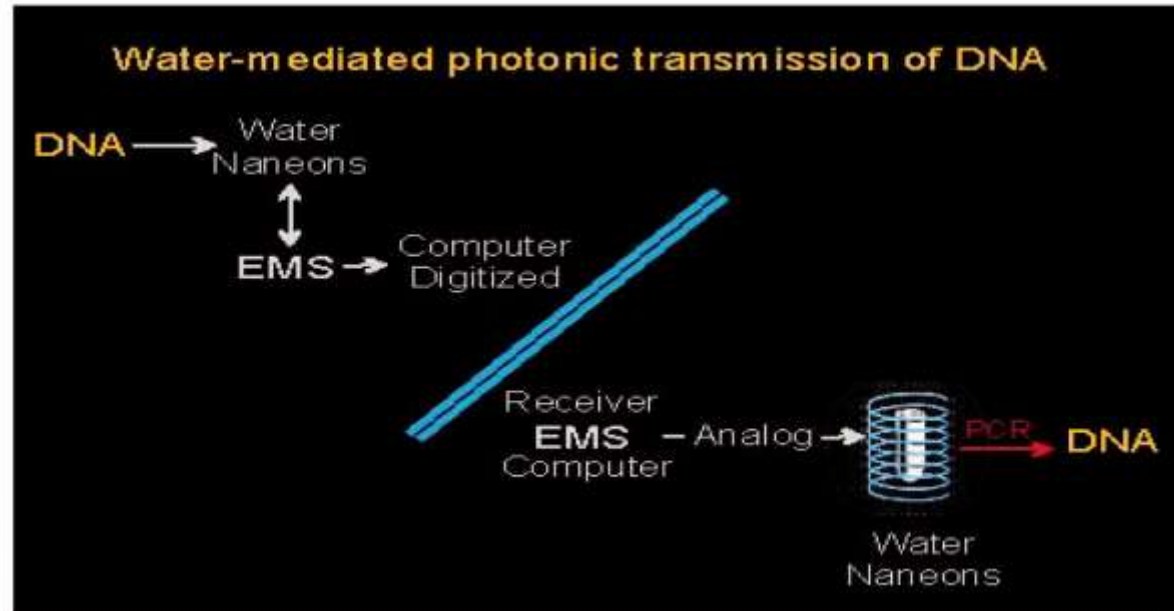 Water-mediated photonic transmission of DNA
DNA
Water
Naneons
EMS
Computer
Digitized
Receiver
EMS
Computer
Analog
PCR
DNA
Water
Naneons